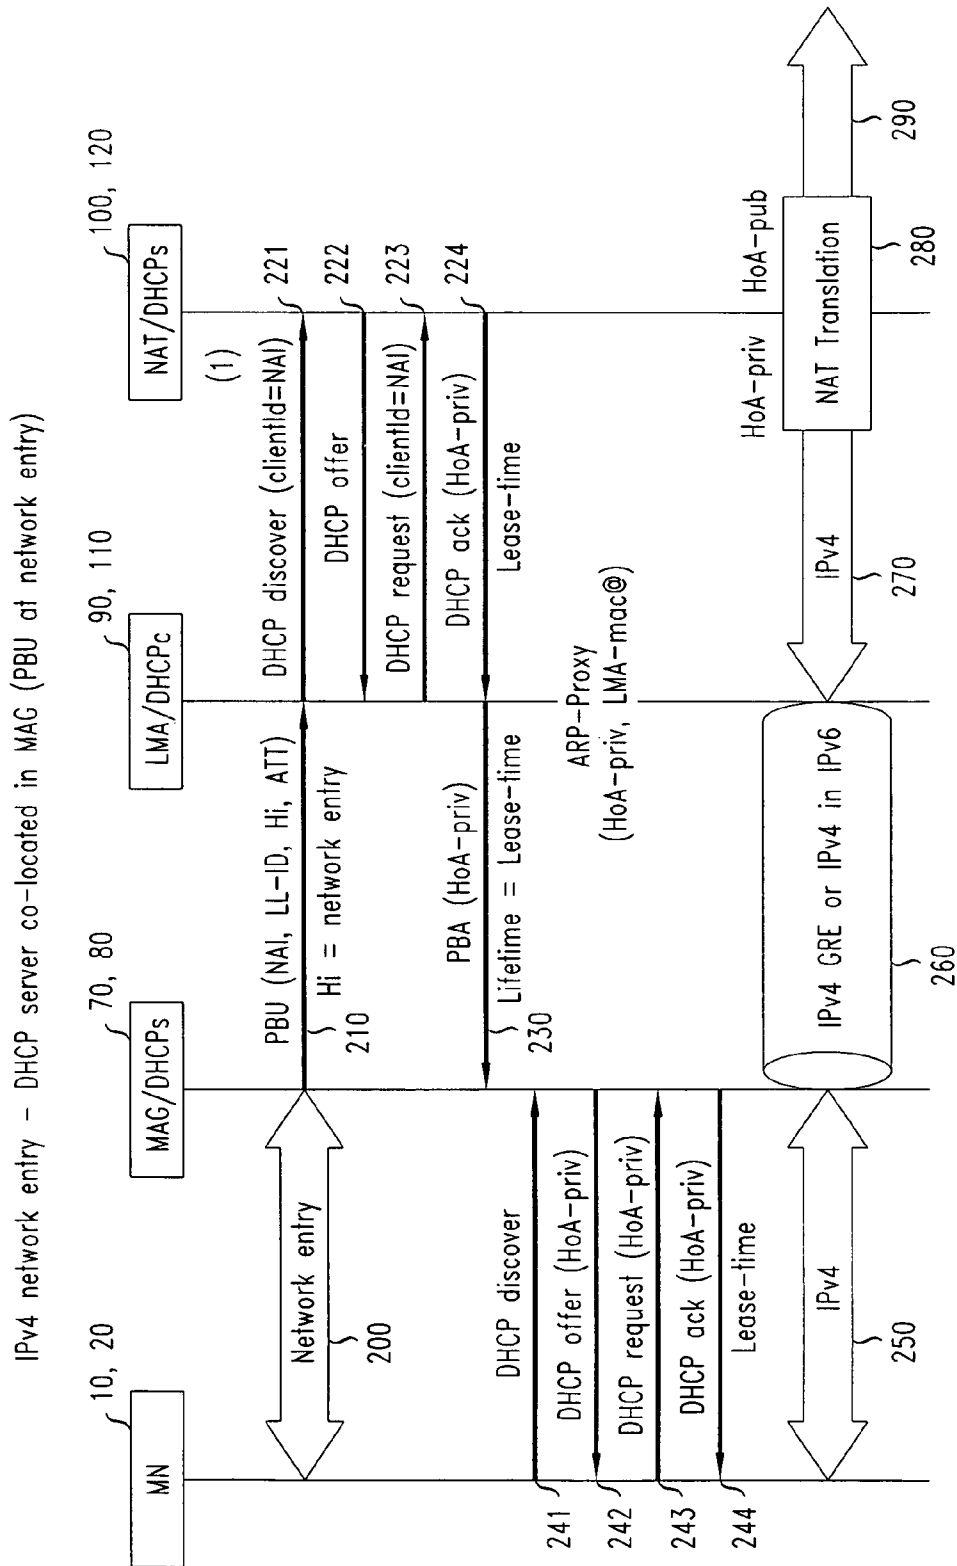 IPv4 network entry - DHCP server co-located in MAG (PBU at network entry)
10, 20
MN
70, 80
MAG/DHCPs
90, 110
LMA/DHCPc
100, 120
NAT/DHCPs
Network entry
200
PBU (NAI, LL-ID, Hi, ATT)
Hi = network entry
210
(1)
DHCP discover (clientId=NAI)
221
DHCP offer
222
DHCP request (clientId=NAI)
223
DHCP ack (HoA-priv)
224
Lease-time
PBA (HoA-priv)
Lifetime = Lease-time
230
ARP-Proxy
(HoA-priv, LMA-mac@)
DHCP discover
241
DHCP offer (HoA-priv)
242
DHCP request (HoA-priv)
243
DHCP ack (HoA-priv)
244
Lease-time
IPv4
250
IPv4 GRE or IPv4 in IPv6
260
IPv4
270
HoA-priv
HoA-pub
NAT Translation
280
290